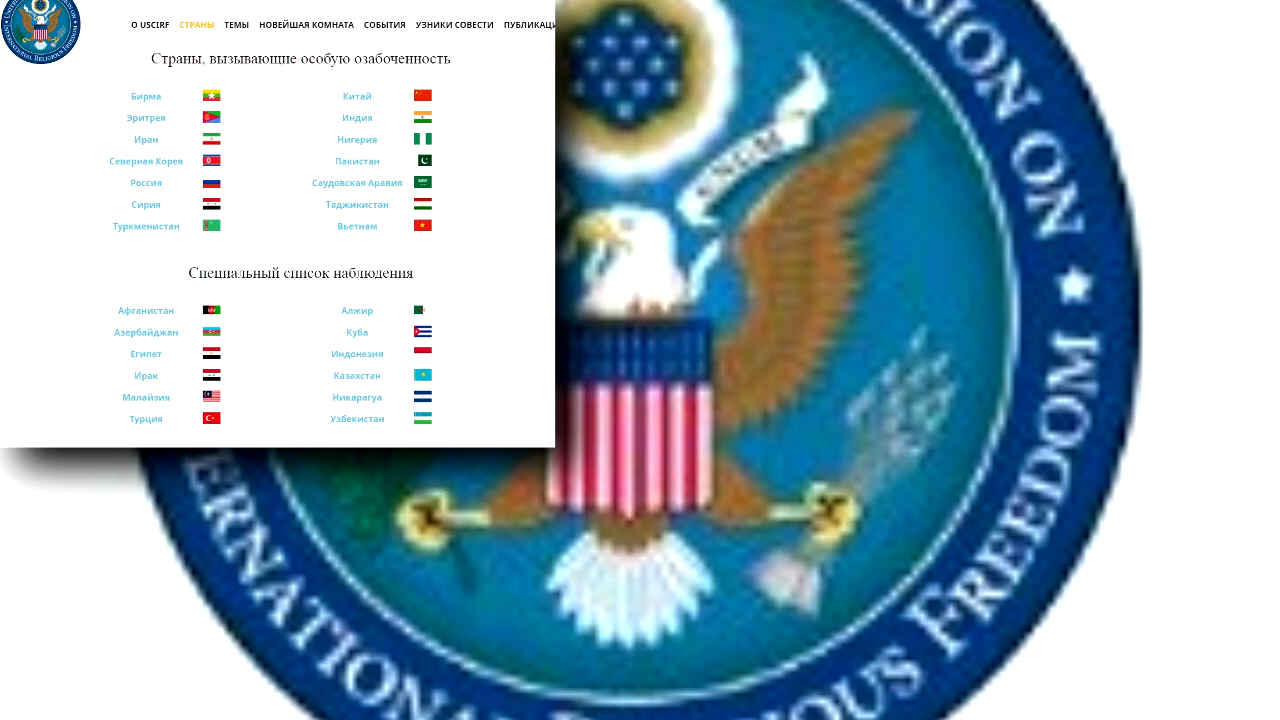 О USCIRF СТРАНЫ ТЕМЫ НОВЕЙШАЯ КОМНАТА СОБЫТИЯ УЗНИКИ СОВЕСТИ ПУБЛИКАЦИ
Страны, вызывающие особую озабоченность
Бирма Китай
Эритрея Индия
Иран Нигерия
Северная Корея Пакистан
Россия Саудовская Аравия
Сирия Таджикистан
Туркменистан Вьетнам
Специальный список наблюдения
Афганистан Алжир
Азербайджан Куба
Египет Индонезия
Ирак Казахстан
Малайзия Никарагуа
Турция Узбекистан
SION ON
ERNATIONA
OUS FREEDOM